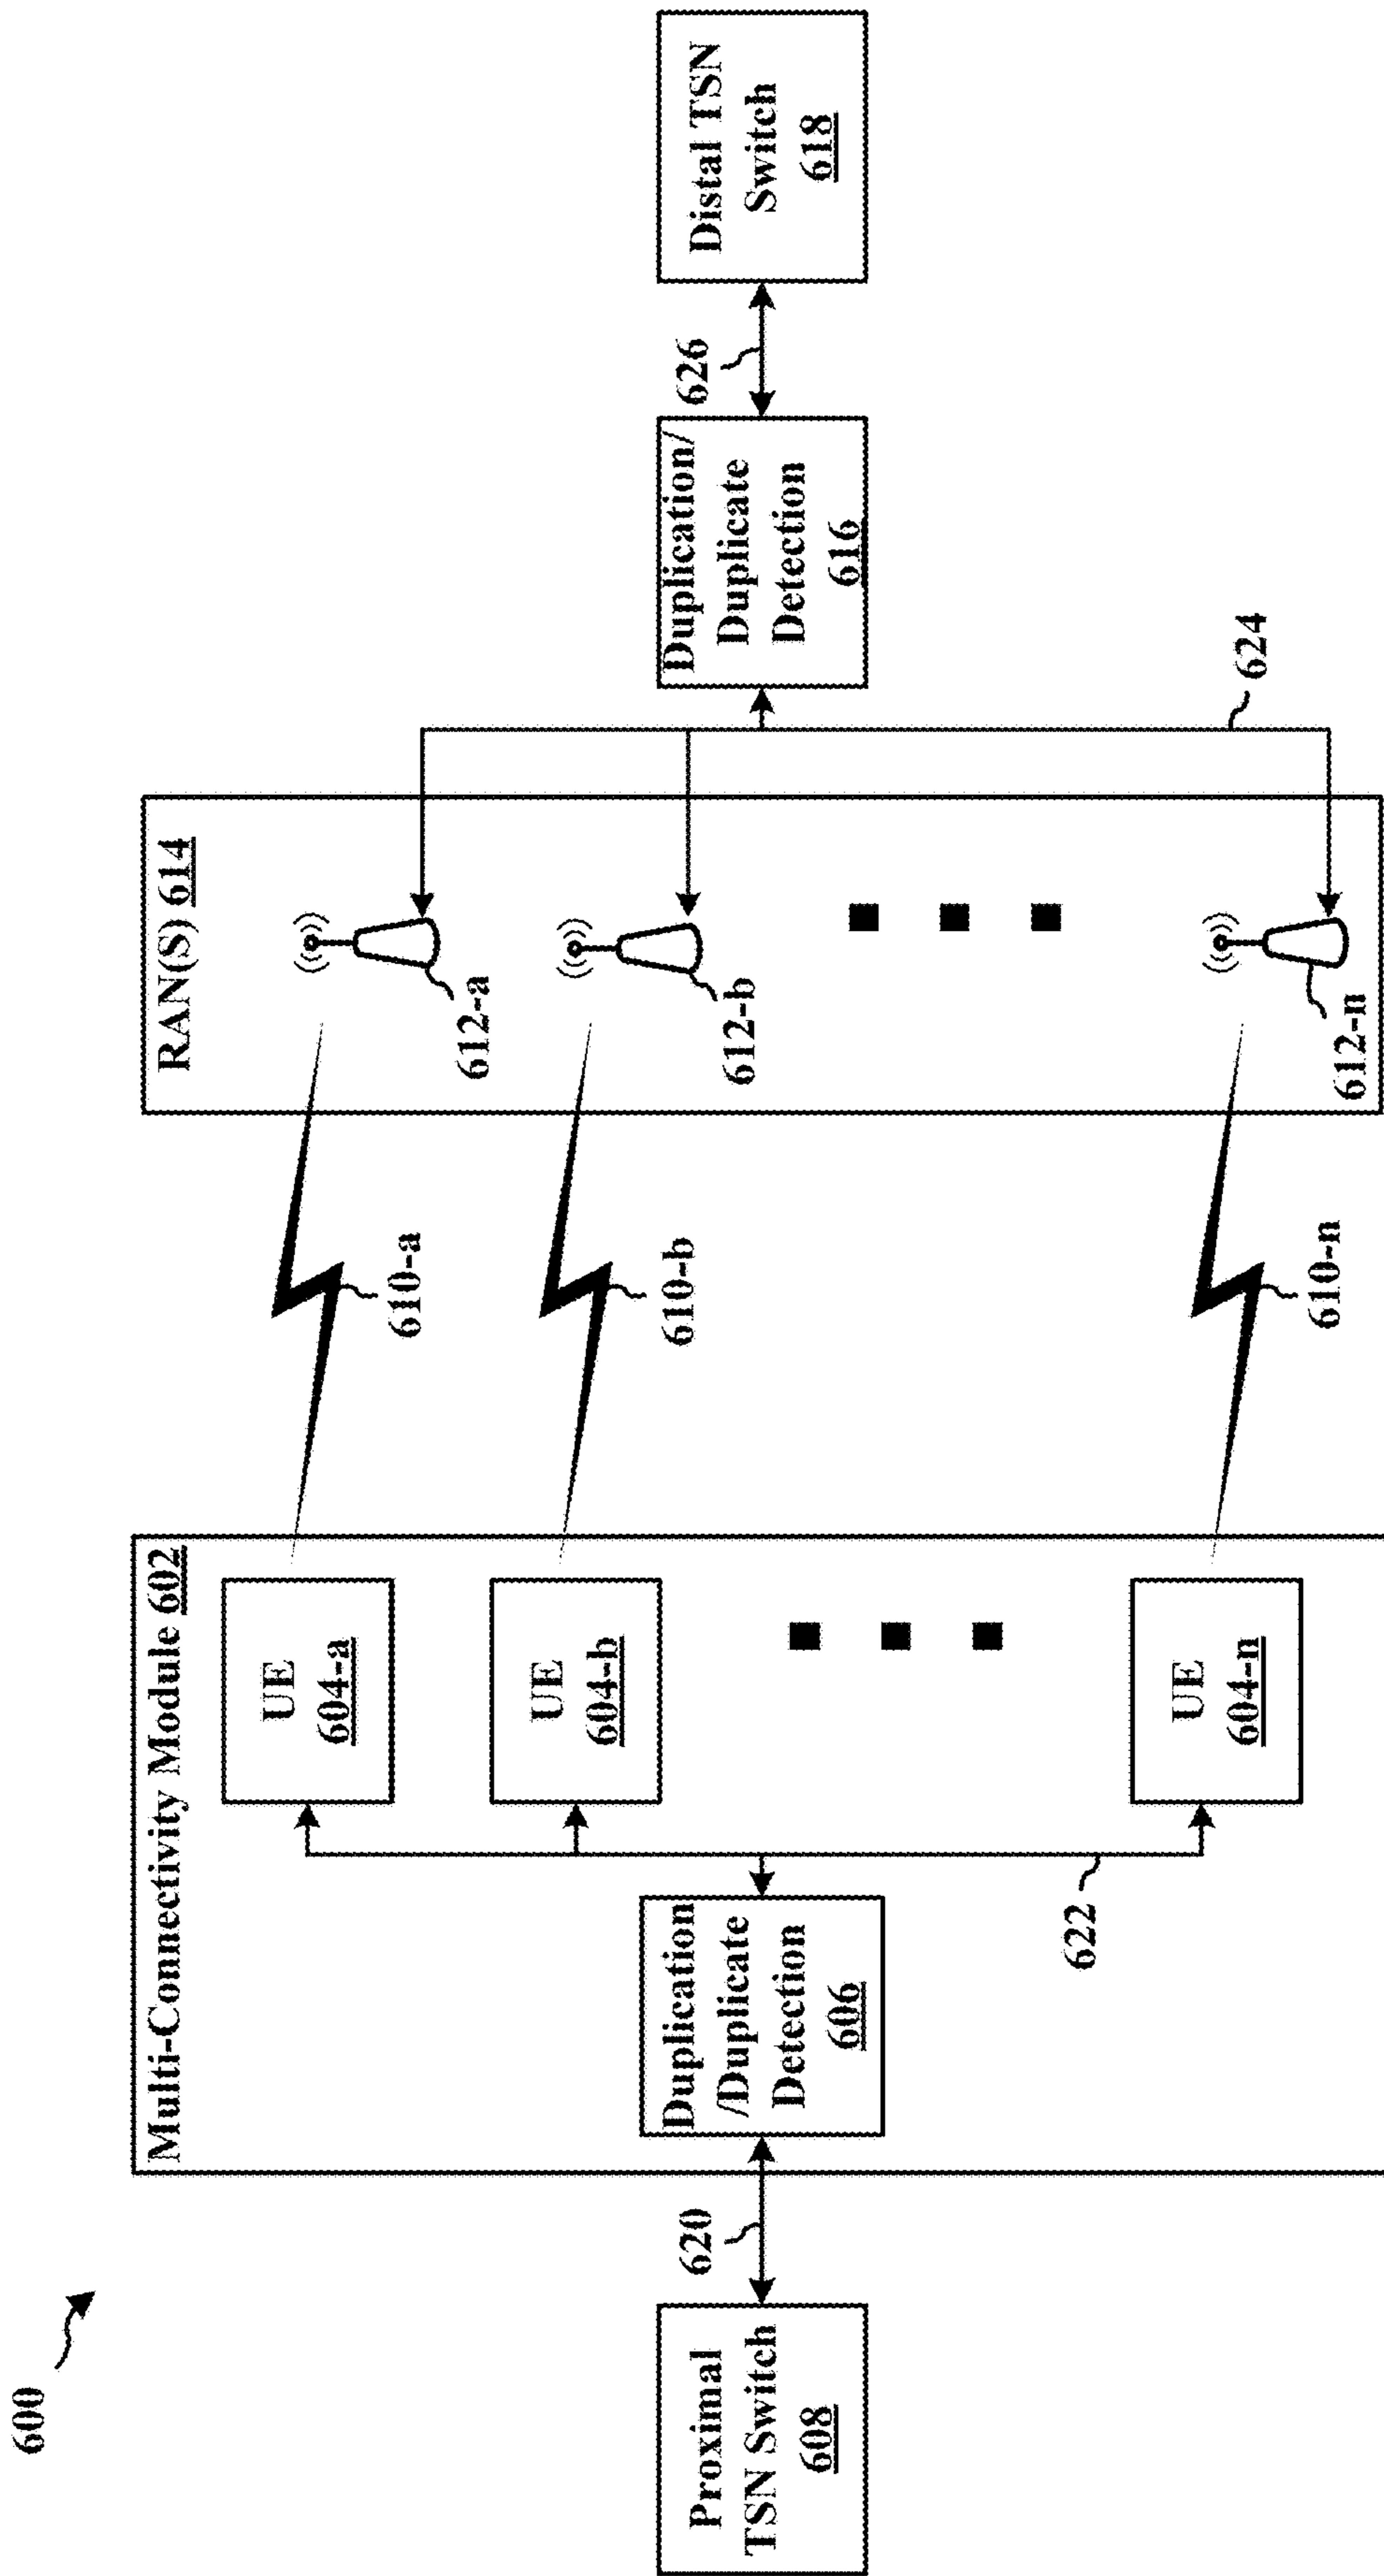 600
Multi-Connectivity Module 602
RAN(S) 614
UE
604-a
UE
604-b
UE
604-n
610-a
610-b
610-n
612-a
612-b
612-n
Proximal
TSN Switch
608
620
Duplication
/Duplicate
Detection
606
622
Duplication/
Duplicate
Detection
616
624
626
Distal TSN
Switch
618